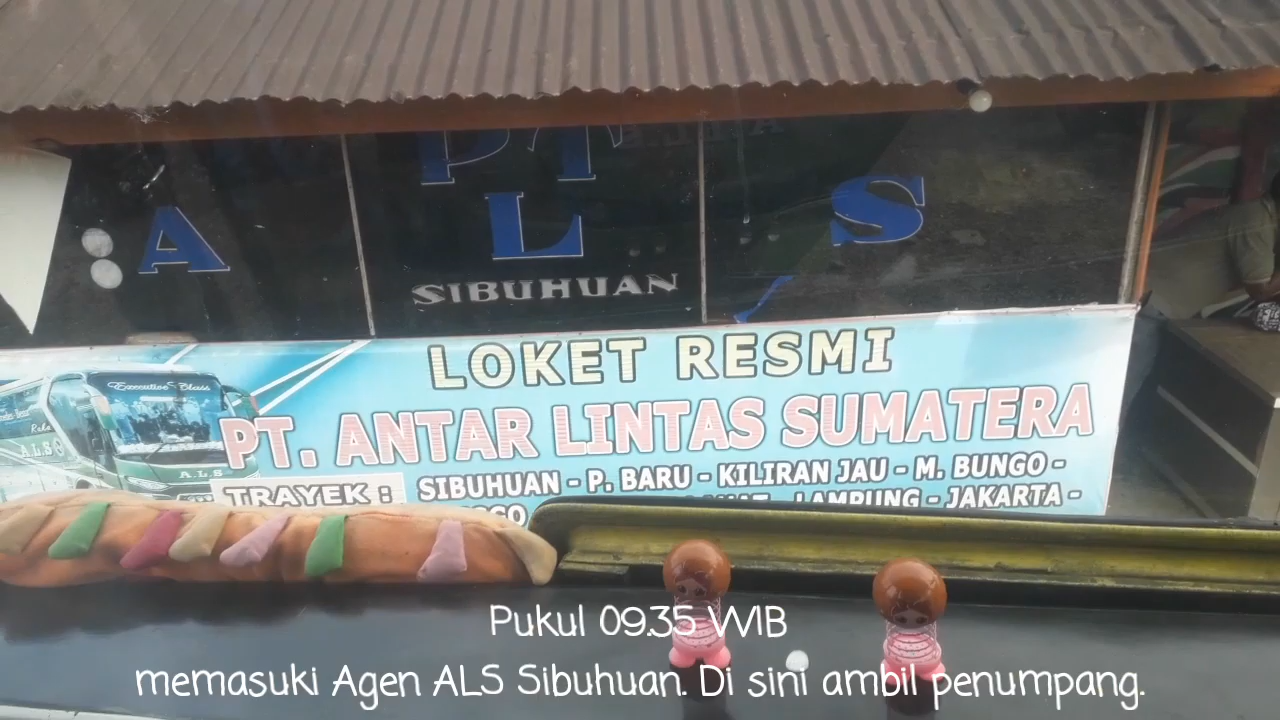 PT
A L S
SIBUHUAN
LOKET RESMI
PT. ANTAR LINTAS SUMATERA
TRAYEK : SIBUHUAN - P. BARU - KILIRAN JAU - M. BUNGO -
LAMPUNG - JAKARTA -
Executive Class
A L S
A L S
Pukul 09.35 WIB
memasuki Agen ALS Sibuhuan. Di sini ambil penumpang.